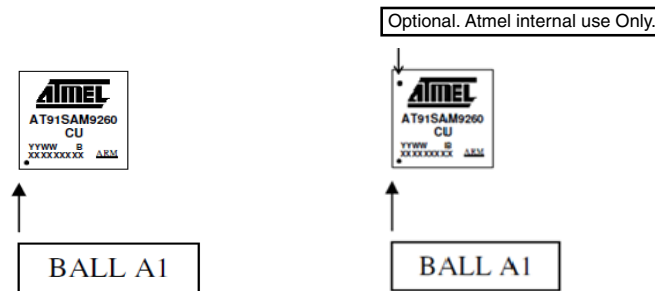 Optional. Atmel internal use Only.
ATMEL
AT91SAM9260
CU
YYWW B
XXXXXXXXX ARM
BALL A1
ATMEL
AT91SAM9260
CU
YYWW B
XXXXXXXXX ARM
BALL A1